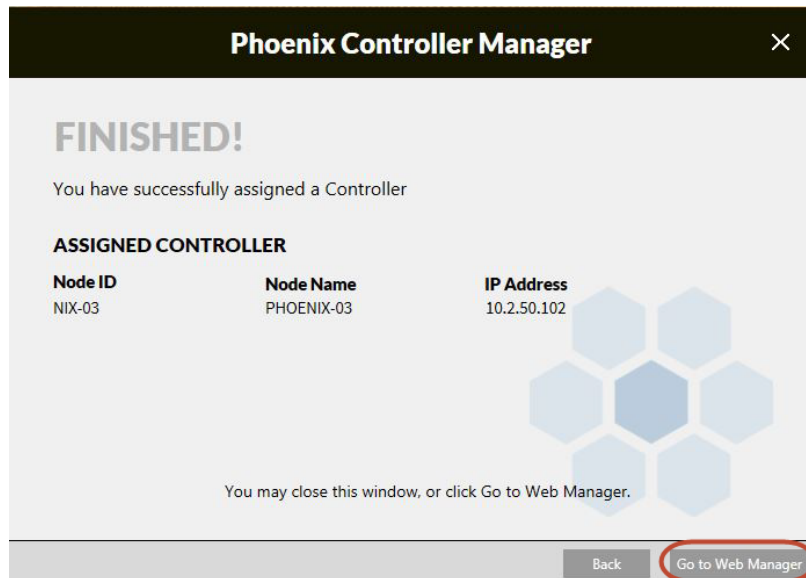 Phoenix Controller Manager
FINISHED!
You have successfully assigned a Controller
ASSIGNED CONTROLLER
Node ID Node Name IP Address
NIX-03 PHOENIX-03 10.2.50.102
You may close this window, or click Go to Web Manager.
Back Go to Web Manager